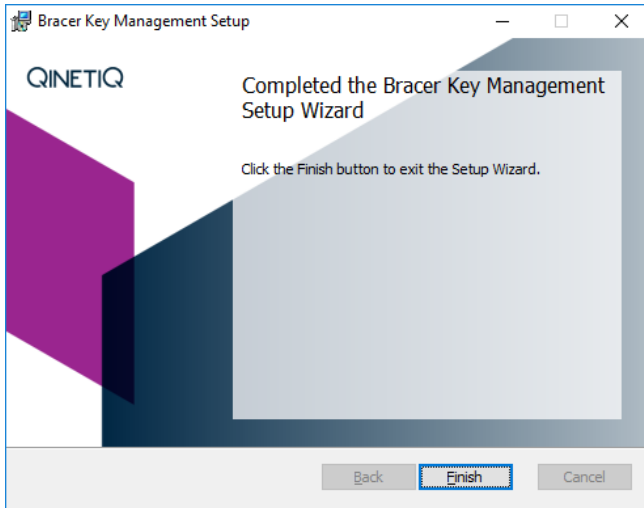 Bracer Key Management Setup
QINETIQ
Completed the Bracer Key Management
Setup Wizard
Click the Finish button to exit the Setup Wizard.
Back Finish Cancel